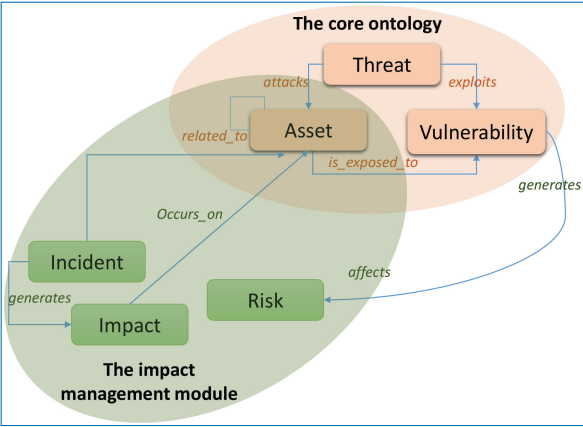 The core ontology
Threat
attacks
exploits
Asset
Vulnerability
related_to
is_exposed_to
generates
Occurs_on
Incident
affects
generates
Risk
Impact
The impact
management module